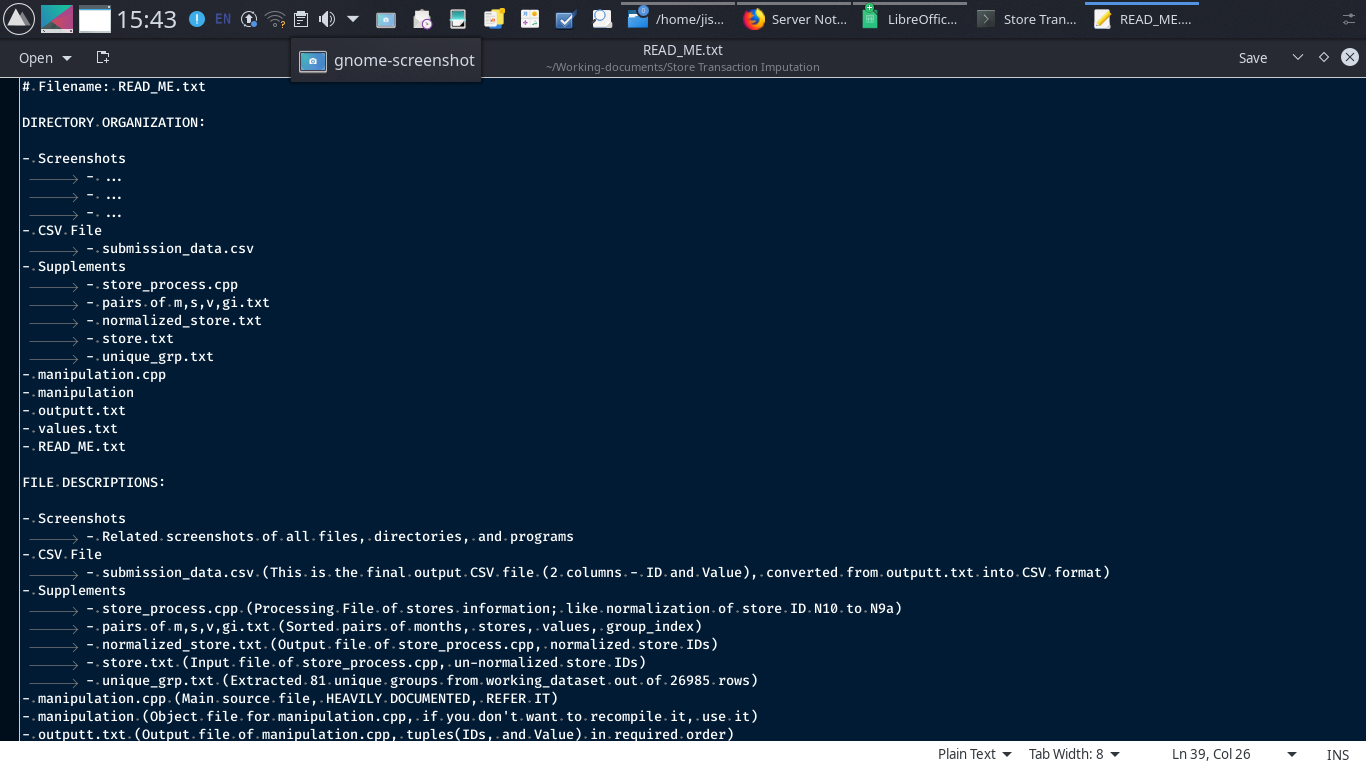 15:43 EN /home/jis... Server Not... LibreOffic... Store Tran... READ_ME....
Open READ_ME.txt Save
~/Working-documents/Store Transaction Imputation
gnome-screenshot
# Filename: READ_ME.txt
DIRECTORY ORGANIZATION:
- Screenshots
- ...
- ...
- ...
- CSV File
- submission_data.csv
- Supplements
- store_process.cpp
- pairs of m,s,v,gi.txt
- normalized_store.txt
- store.txt
- unique_grp.txt
- manipulation.cpp
- manipulation
- outputt.txt
- values.txt
- READ_ME.txt
FILE DESCRIPTIONS:
- Screenshots
- Related screenshots of all files, directories, and programs
- CSV File
- submission_data.csv (This is the final output CSV file (2 columns - ID and Value), converted from outputt.txt into CSV format)
- Supplements
- store_process.cpp (Processing File of stores information; like normalization of store ID N10 to N9a)
- pairs of m,s,v,gi.txt (Sorted pairs of months, stores, values, group_index)
- normalized_store.txt (Output file of store_process.cpp, normalized store IDs)
- store.txt (Input file of store_process.cpp, un-normalized store IDs)
- unique_grp.txt (Extracted 81 unique groups from working_dataset out of 26985 rows)
- manipulation.cpp (Main source file, HEAVILY DOCUMENTED, REFER IT)
- manipulation (Object file for manipulation.cpp, if you don't want to recompile it, use it)
- outputt.txt (Output file of manipulation.cpp, tuples(IDs, and Value) in required order)
Plain Text Tab Width: 8 Ln 39, Col 26 INS